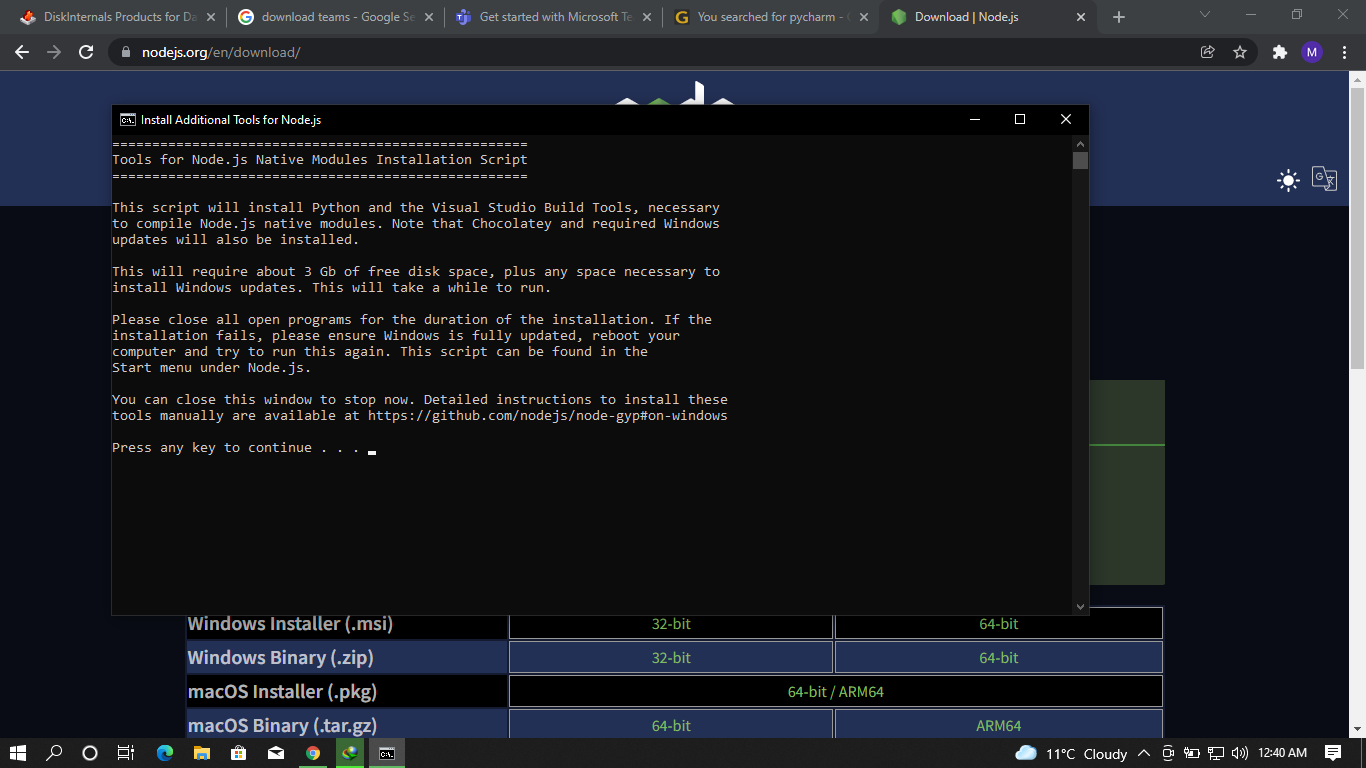 DiskInternals Products for Da
download teams - Google Se
Get started with Microsoft Te
You searched for pycharm -
Download | Node.js
nodejs.org/en/download/
M
Install Additional Tools for Node.js
====================================================
Tools for Node.js Native Modules Installation Script
====================================================
This script will install Python and the Visual Studio Build Tools, necessary
to compile Node.js native modules. Note that Chocolatey and required Windows
updates will also be installed.
This will require about 3 Gb of free disk space, plus any space necessary to
install Windows updates. This will take a while to run.
Please close all open programs for the duration of the installation. If the
installation fails, please ensure Windows is fully updated, reboot your
computer and try to run this again. This script can be found in the
Start menu under Node.js.
You can close this window to stop now. Detailed instructions to install these
tools manually are available at https://github.com/nodejs/node-gyp#on-windows
Press any key to continue . . .
Windows Installer (.msi) 32-bit 64-bit
Windows Binary (.zip) 32-bit 64-bit
macOS Installer (.pkg) 64-bit / ARM64
macOS Binary (.tar.gz) 64-bit ARM64
11°C Cloudy 12:40 AM